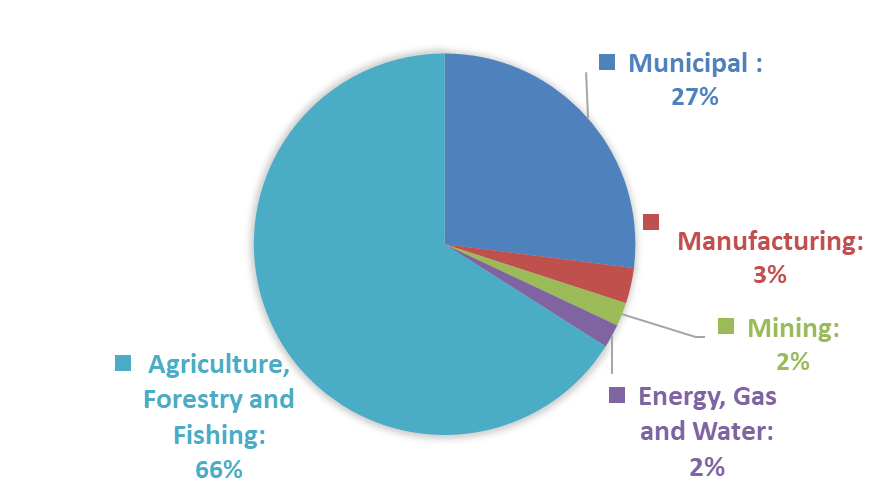 Municipal :
27%
Manufacturing:
3%
Mining:
2%
Energy, Gas
and Water:
2%
Agriculture,
Forestry and
Fishing:
66%